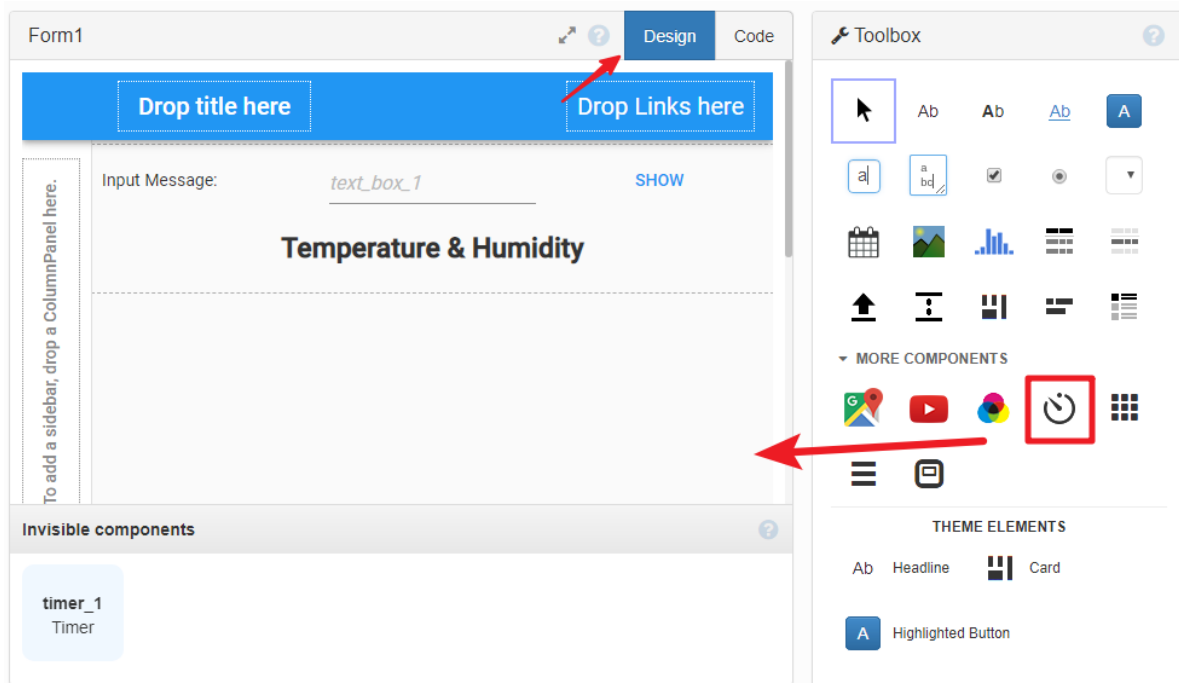 Form1
Design
Code
Drop title here
Drop Links here
To add a sidebar, drop a ColumnPanel here.
Input Message:
text_box_1
SHOW
Temperature & Humidity
Invisible components
timer_1
Timer
Toolbox
Ab
Ab
Ab
A
a
a
bc
MORE COMPONENTS
G
THEME ELEMENTS
Ab Headline
Card
A Highlighted Button